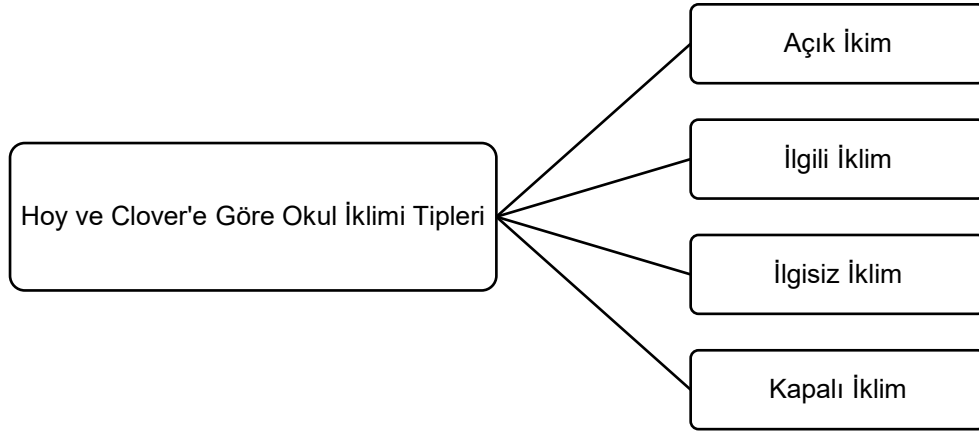 Hoy ve Clover'e Göre Okul İklimi Tipleri
Açık İkim
İlgili İklim
İlgisiz İklim
Kapalı İklim